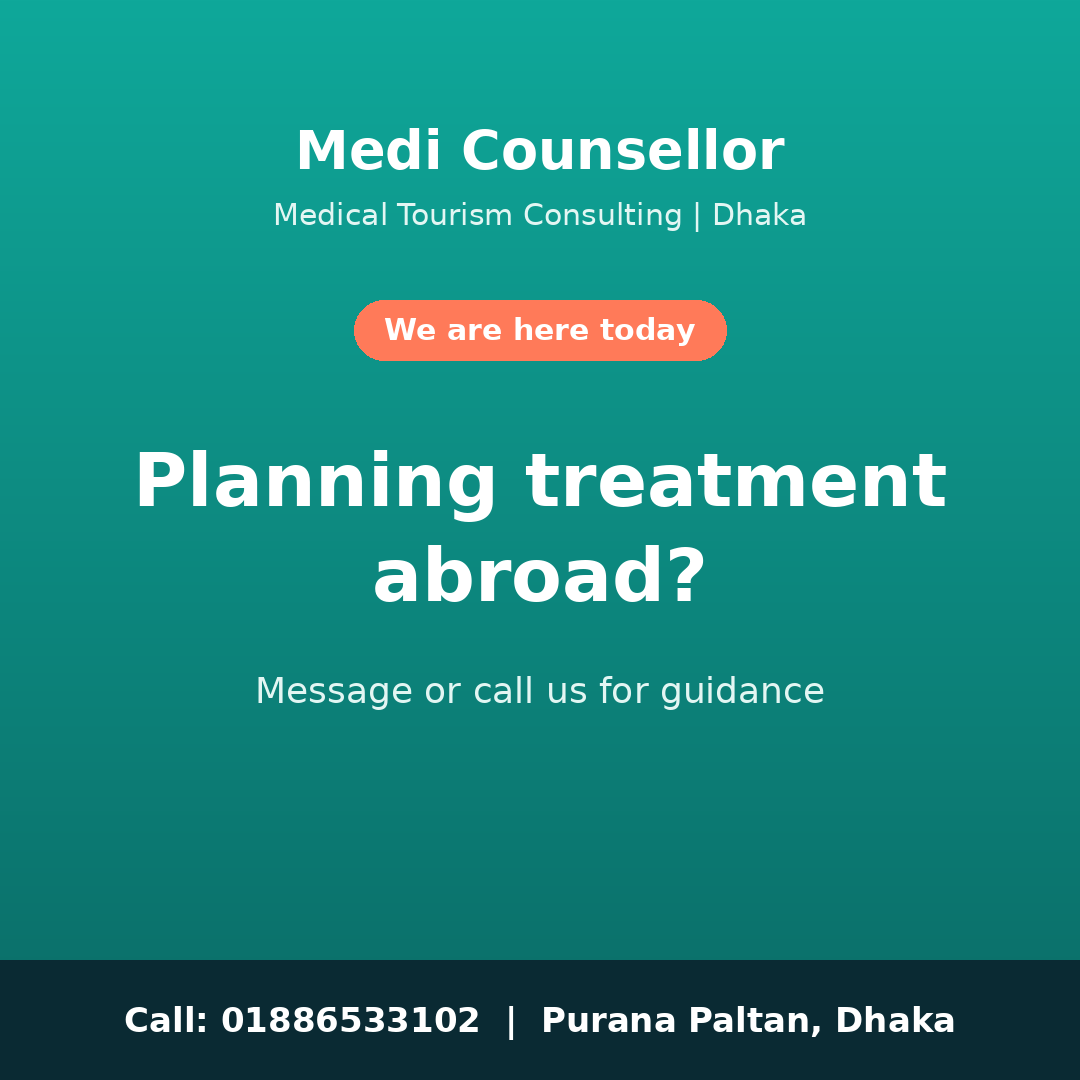 Medi Counsellor
Medical Tourism Consulting | Dhaka
We are here today
Planning treatment
abroad?
Message or call us for guidance
Call: 01886533102 | Purana Paltan, Dhaka